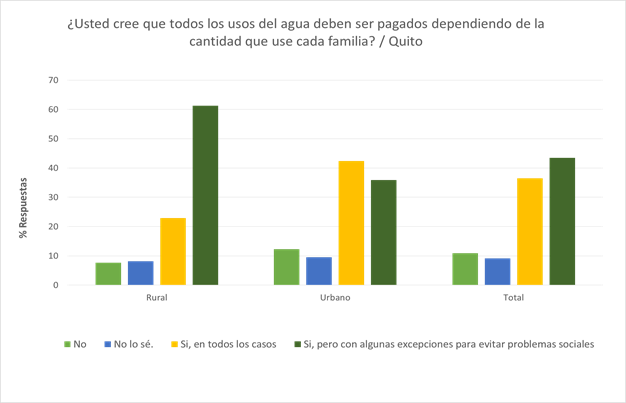 ¿Usted cree que todos los usos del agua deben ser pagados dependiendo de la
cantidad que use cada familia? / Quito
% Respuestas
70
60
50
40
30
20
10
0
Rural Urbano Total
No No lo sé. Si, en todos los casos Si, pero con algunas excepciones para evitar problemas sociales